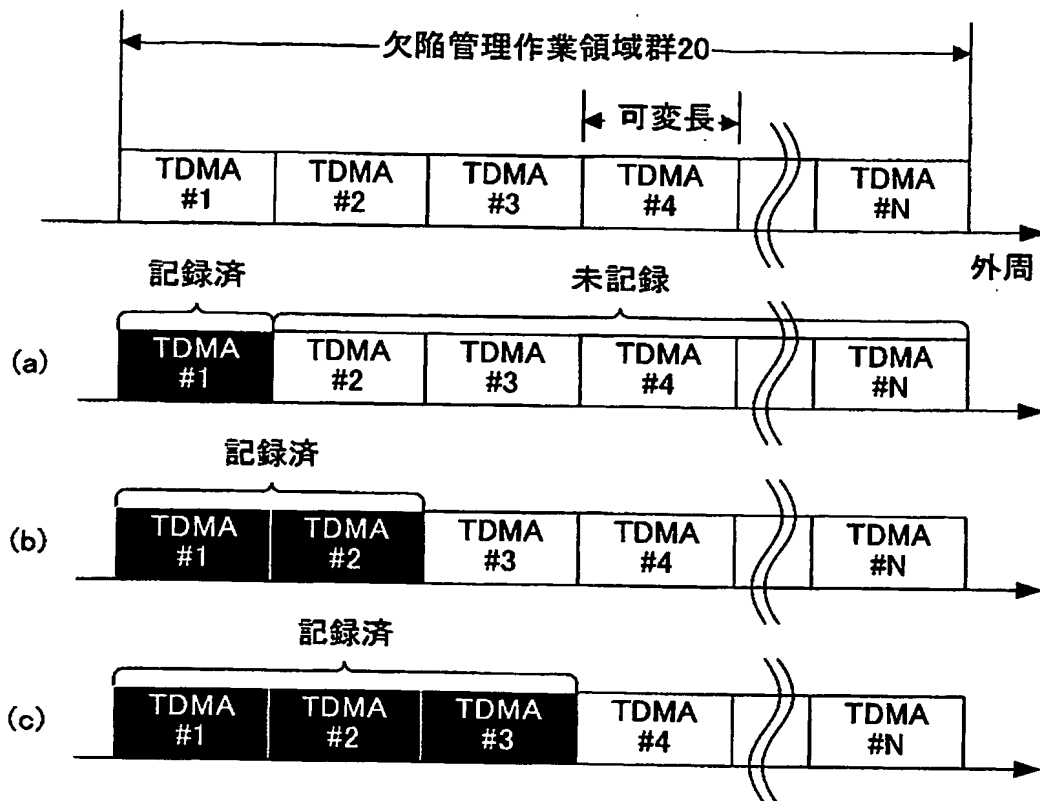 欠陥管理作業領域群20
可変長
TDMA #1 TDMA #2 TDMA #3 TDMA #4 TDMA #N
外周
記録済 未記録
(a) TDMA #1 TDMA #2 TDMA #3 TDMA #4 TDMA #N
記録済
(b) TDMA #1 TDMA #2 TDMA #3 TDMA #4 TDMA #N
記録済
(c) TDMA #1 TDMA #2 TDMA #3 TDMA #4 TDMA #N